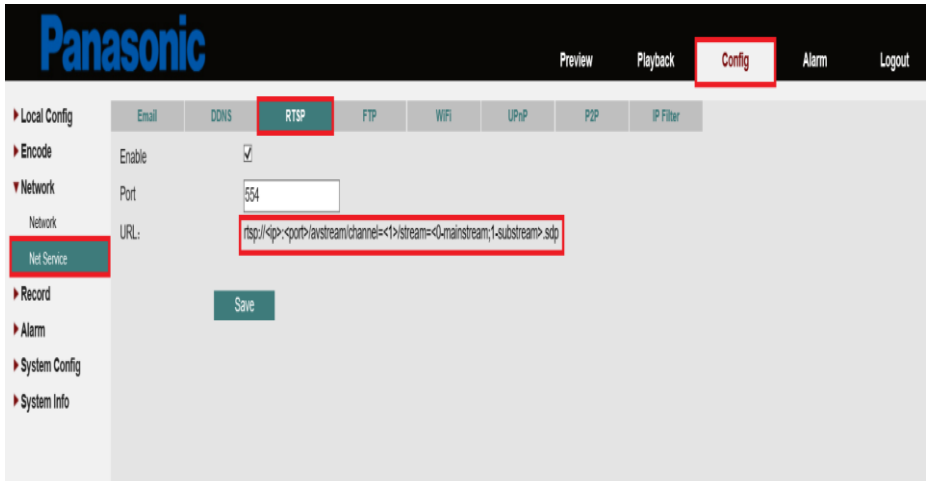 Panasonic
Preview Playback Config Alarm Logout
Local Config
Encode
Network
Network
Net Service
Record
Alarm
System Config
System Info
Email DDNS RTSP FTP WiFi UPnP P2P IP Filter
Enable
Port 554
URL: rtsp://<ip>:<port>/avstream/channel=<1>/stream=<0-mainstream;1-substream>.sdp
Save